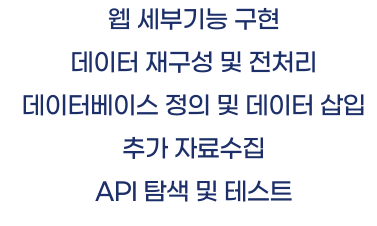 웹 세부기능 구현
데이터 재구성 및 전처리
데이터베이스 정의 및 데이터 삽입
추가 자료수집
API 탐색 및 테스트